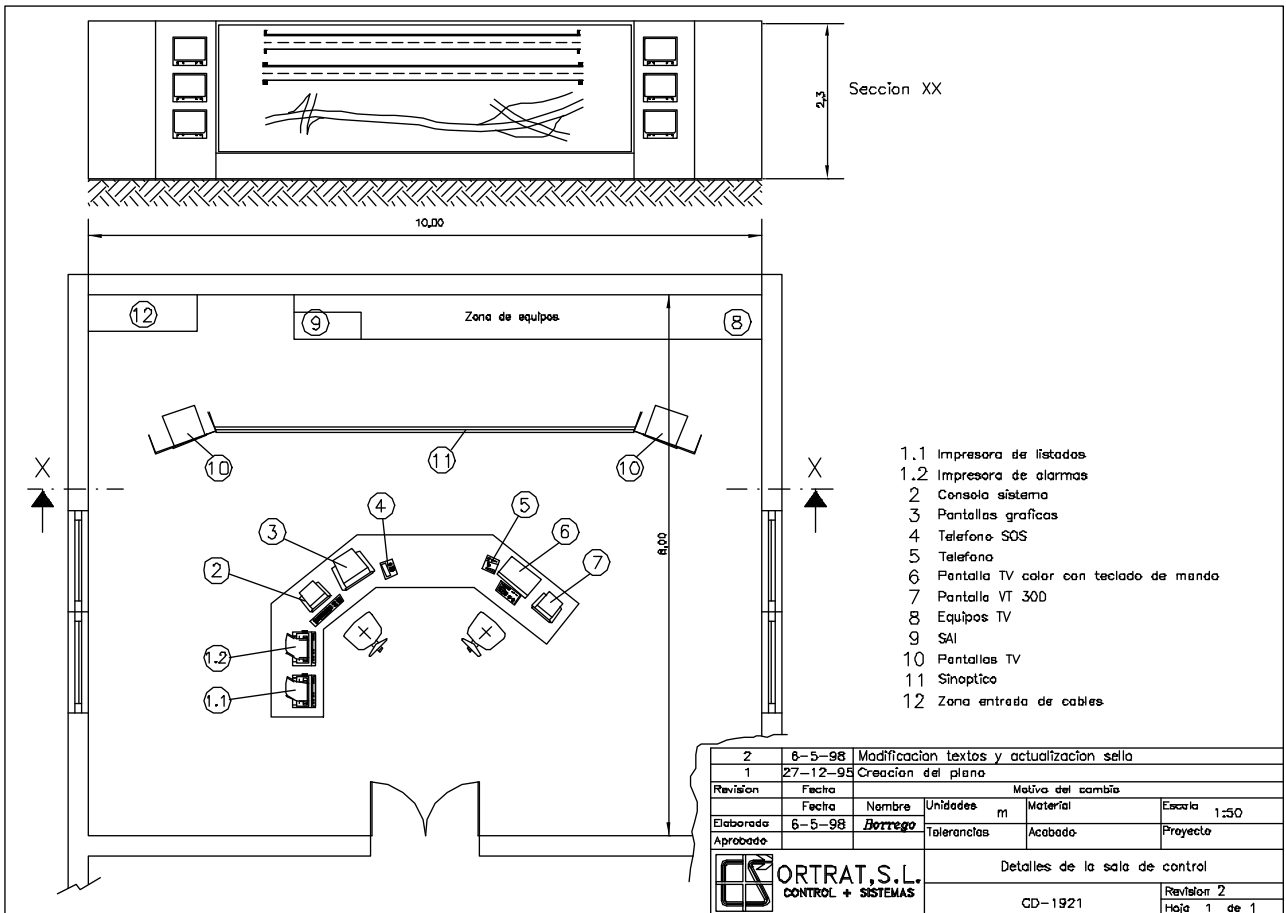 2,3
Seccion XX
10,00
12
9
Zona de equipos
8
10
11
10
X
X
8,00
1.1 Impresora de listados
1.2 Impresora de alarmas
2 Consola sistema
3 Pantallas graficas
4 Telefono SOS
5 Telefono
6 Pantalla TV color con teclado de mando
7 Pantalla VT 300
8 Equipos TV
9 SAI
10 Pantallas TV
11 Sinoptico
12 Zona entrada de cables
4
5
3
6
2
7
1.2
1.1
2 6-5-98 Modificacion textos y actualizacion sello
1 27-12-95 Creacion del plano
Revision Fecha Motivo del cambio
Fecha Nombre Unidades m Material Escala 1:50
Elaborado 6-5-98 Borrego Tolerancias Acabado Proyecto
Aprobado
ORTRAT,S.L.
CONTROL + SISTEMAS
Detalles de la sala de control
CD-1921
Revision 2
Hoja 1 de 1